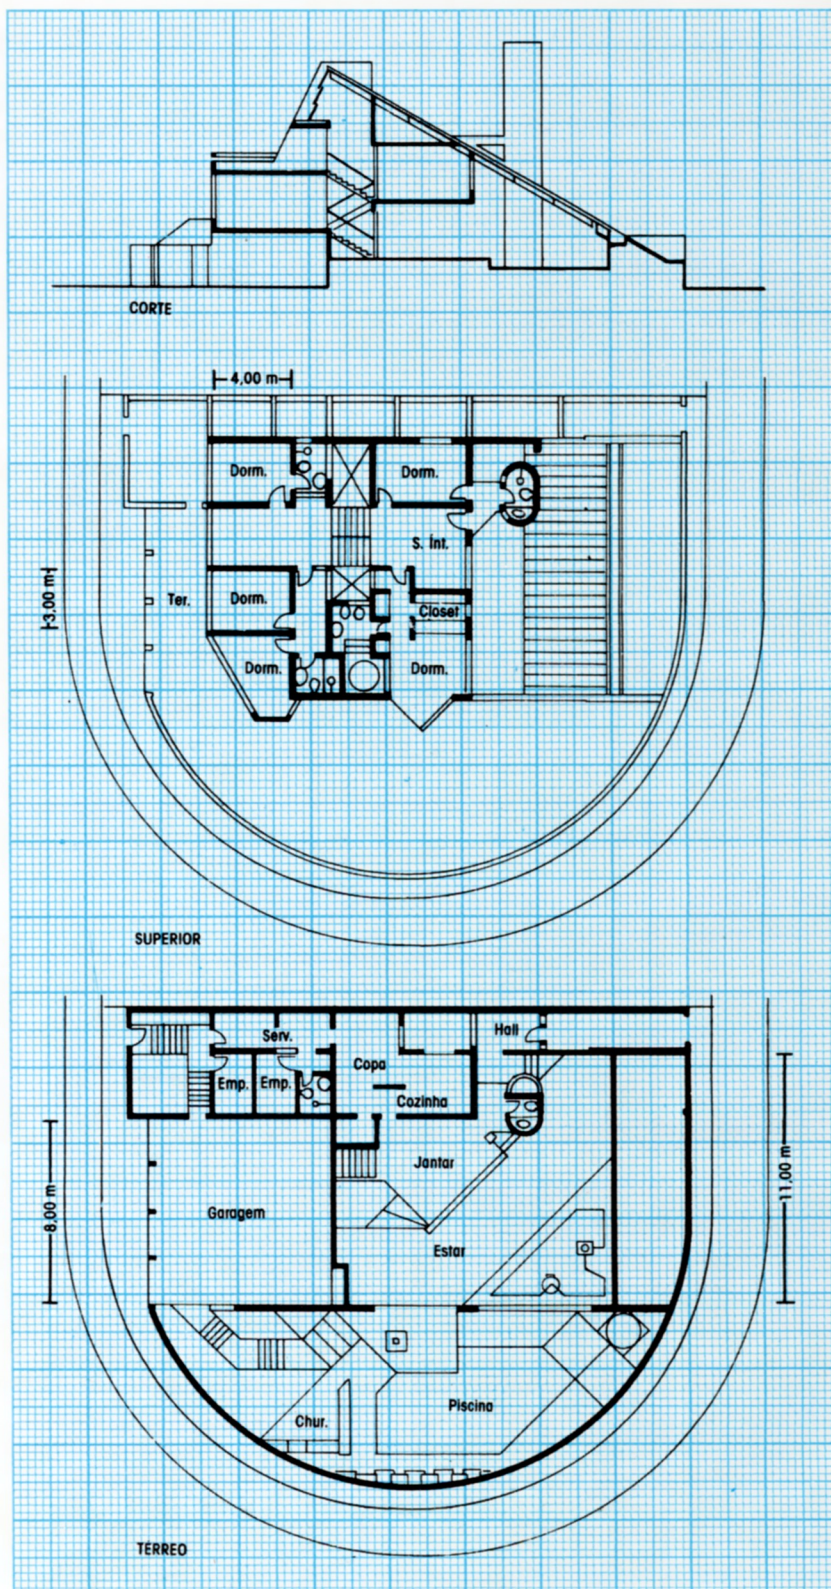 CORTE
4,00 m
Dorm.
Dorm.
S. Ínt.
3,00 m
Ter.
Dorm.
Closet
Dorm.
Dorm.
SUPERIOR
Serv.
Hall
Copa
Emp.
Emp.
Cozinha
Jantar
8,00 m
11,00 m
Garagem
Estar
Piscina
Chur.
TÉRREO